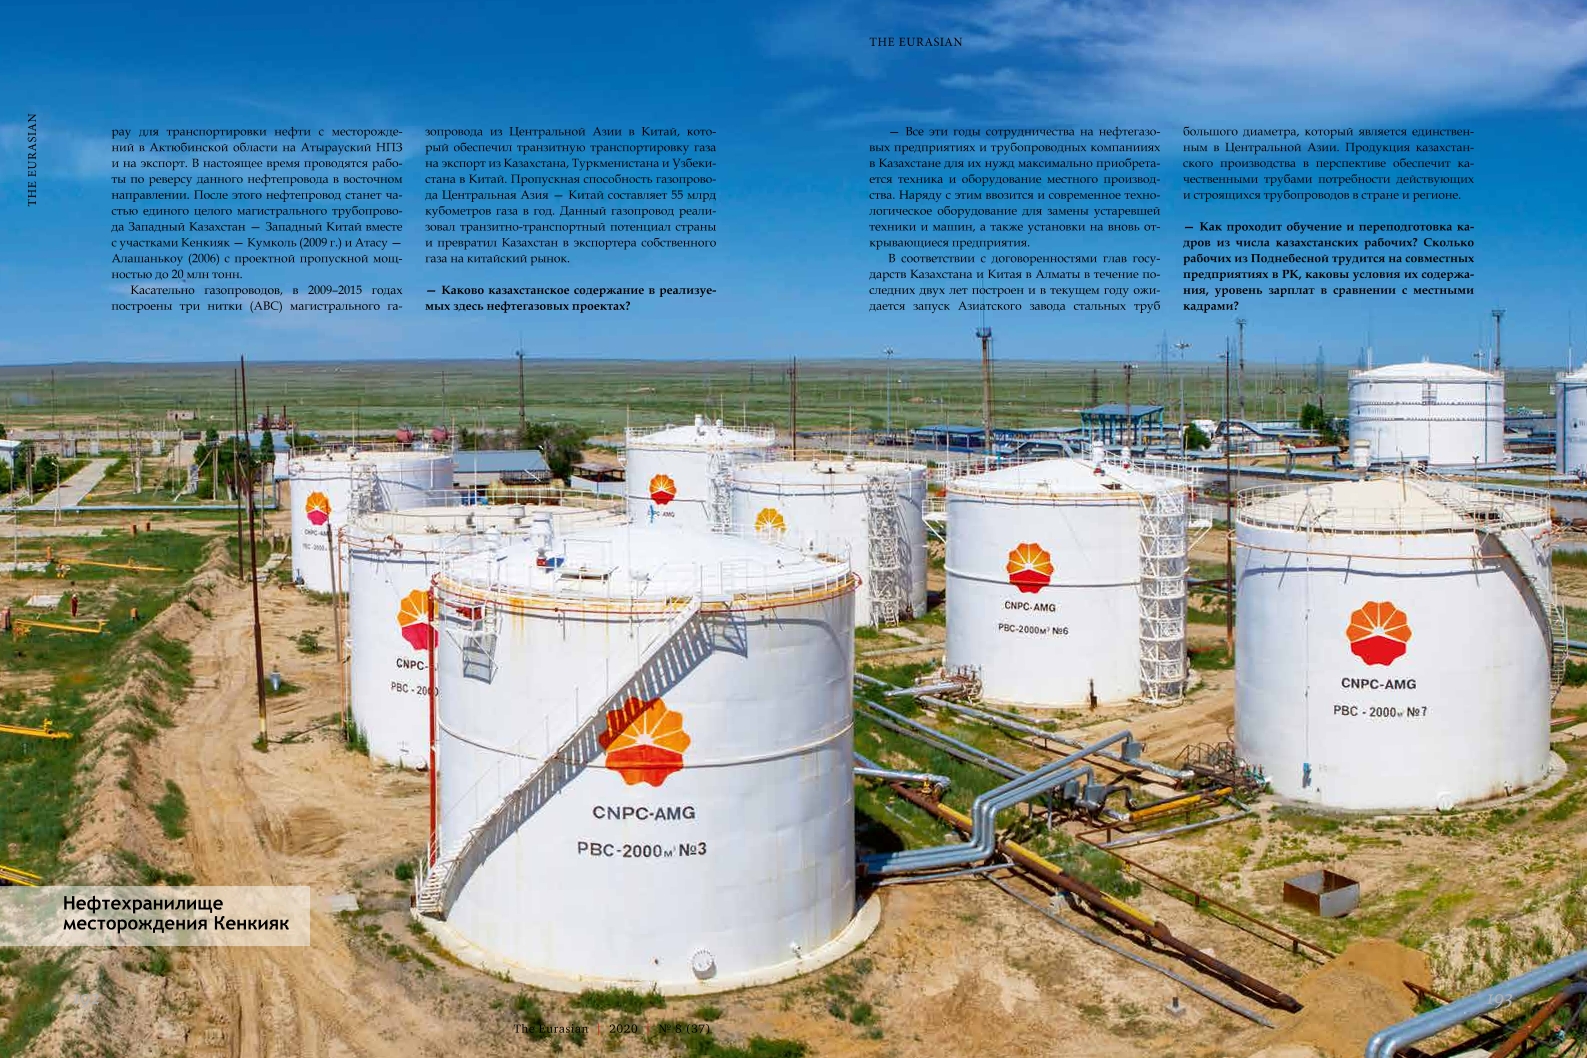 THE EURASIAN
THE EURASIAN
рау для транспортировки нефти с месторожде-
ний в Актюбинской области на Атырауский НПЗ
и на экспорт. В настоящее время проводятся рабо-
ты по реверсу данного нефтепровода в восточном
направлении. После этого нефтепровод станет ча-
стью единого целого магистрального трубопрово-
да Западный Казахстан — Западный Китай вместе
с участками Кенкияк — Кумколь (2009 г.) и Атасу —
Алашанькоу (2006) с проектной пропускной мощ-
ностью до 20 млн тонн.
Касательно газопроводов, в 2009–2015 годах
построены три нитки (АВС) магистрального га-
зопровода из Центральной Азии в Китай, кото-
рый обеспечил транзитную транспортировку газа
на экспорт из Казахстана, Туркменистана и Узбеки-
стана в Китай. Пропускная способность газопрово-
да Центральная Азия — Китай составляет 55 млрд
кубометров газа в год. Данный газопровод реали-
зовал транзитно-транспортный потенциал страны
и превратил Казахстан в экспортера собственного
газа на китайский рынок.
— Каково казахстанское содержание в реализуе-
мых здесь нефтегазовых проектах?
— Все эти годы сотрудничества на нефтегазо-
вых предприятиях и трубопроводных компаниях
в Казахстане для их нужд максимально приобрета-
ется техника и оборудование местного производ-
ства. Наряду с этим ввозится и современное техно-
логическое оборудование для замены устаревшей
техники и машин, а также установки на вновь от-
крывающиеся предприятия.
В соответствии с договоренностями глав госу-
дарств Казахстана и Китая в Алматы в течение по-
следних двух лет построен и в текущем году ожи-
дается запуск Азиатского завода стальных труб
большого диаметра, который является единствен-
ным в Центральной Азии. Продукция казахстан-
ского производства в перспективе обеспечит ка-
чественными трубами потребности действующих
и строящихся трубопроводов в стране и регионе.
— Как проходит обучение и переподготовка ка-
дров из числа казахстанских рабочих? Сколько
рабочих из Поднебесной трудится на совместных
предприятиях в РК, каковы условия их содержа-
ния, уровень зарплат в сравнении с местными
кадрами?
CNPC-AMG
CNPC-AMG
РВС-2000м³ №6
CNPC-AMG
РВС - 2000м³ №7
CNPC-
РВС - 200
CNPC-AMG
РВС-2000м³ №3
Нефтехранилище
месторождения Кенкияк
The Eurasian | 2020 | № 6 (37)
193